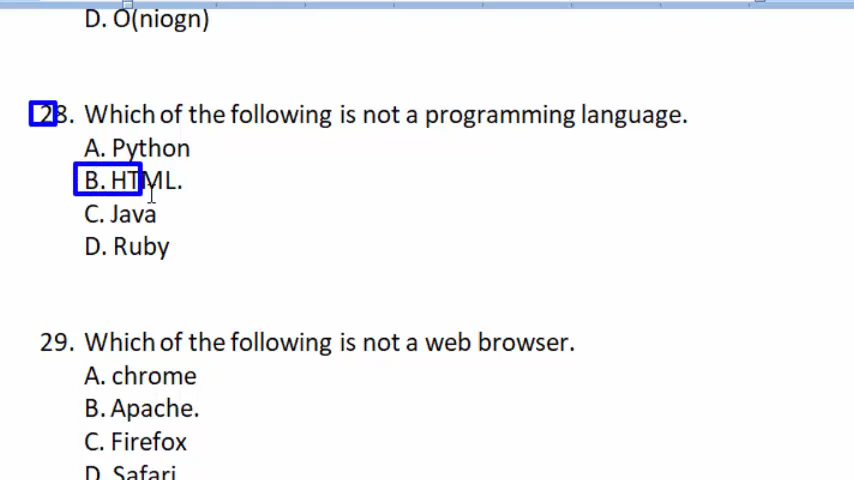 D. O(niogn)
28. Which of the following is not a programming language.
A. Python
B. HTML.
C. Java
D. Ruby
29. Which of the following is not a web browser.
A. chrome
B. Apache.
C. Firefox
D. Safari